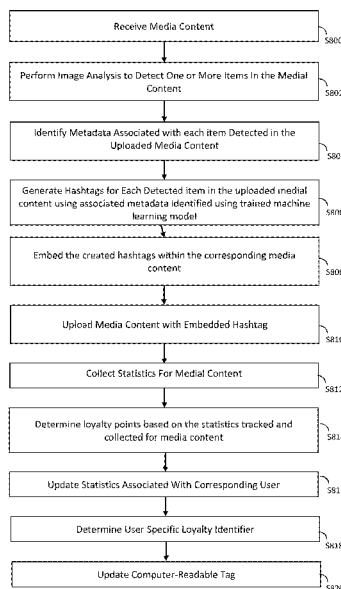 Receive Media Content
S800
Perform Image Analysis to Detect One or More Items In the Medial
Content
S802
Identify Metadata Associated with each item Detected in the
Uploaded Media Content
Generate Hashtags for Each Detected item in the uploaded medial
content using associated metadata identified using trained machine
learning model
Embed the created hashtags within the corresponding media
content
Upload Media Content with Embedded Hashtag
S810
Collect Statistics For Medial Content
S812
Determine loyalty points based on the statistics tracked and
collected for media content
Update Statistics Associated With Corresponding User
Determine User Specific Loyalty Identifier
S818
Update Computer-Readable Tag